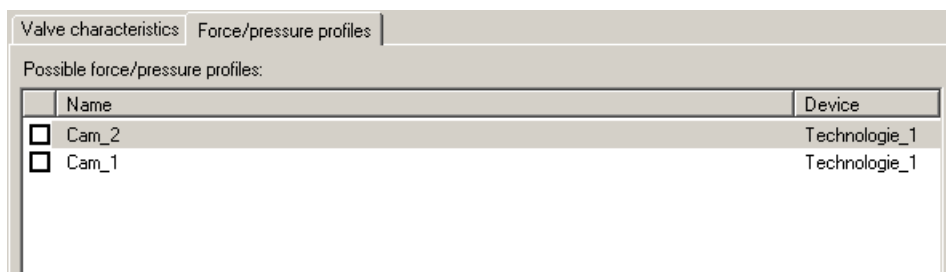 Valve characteristics Force/pressure profiles
Possible force/pressure profiles:
Name Device
Cam_2 Technologie_1
Cam_1 Technologie_1